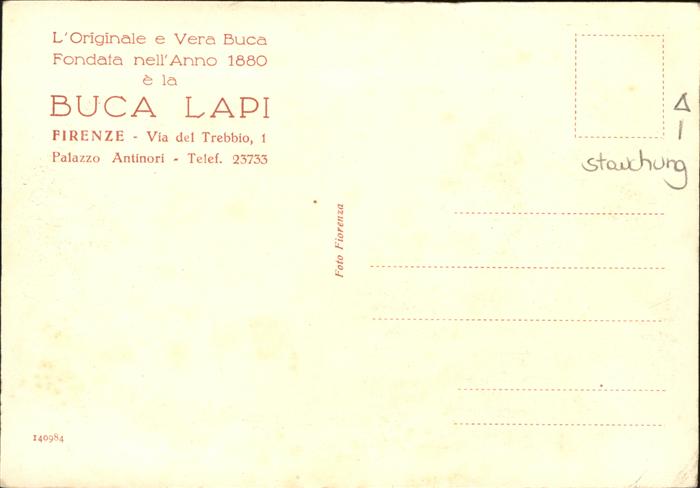 L'Originale e Vera Buca
Fondata nell'Anno 1880
è la
BUCA LAPI
FIRENZE - Via del Trebbio, 1
Palazzo Antinori - Telef. 23733
stauchung
Foto Fiorenza
140984